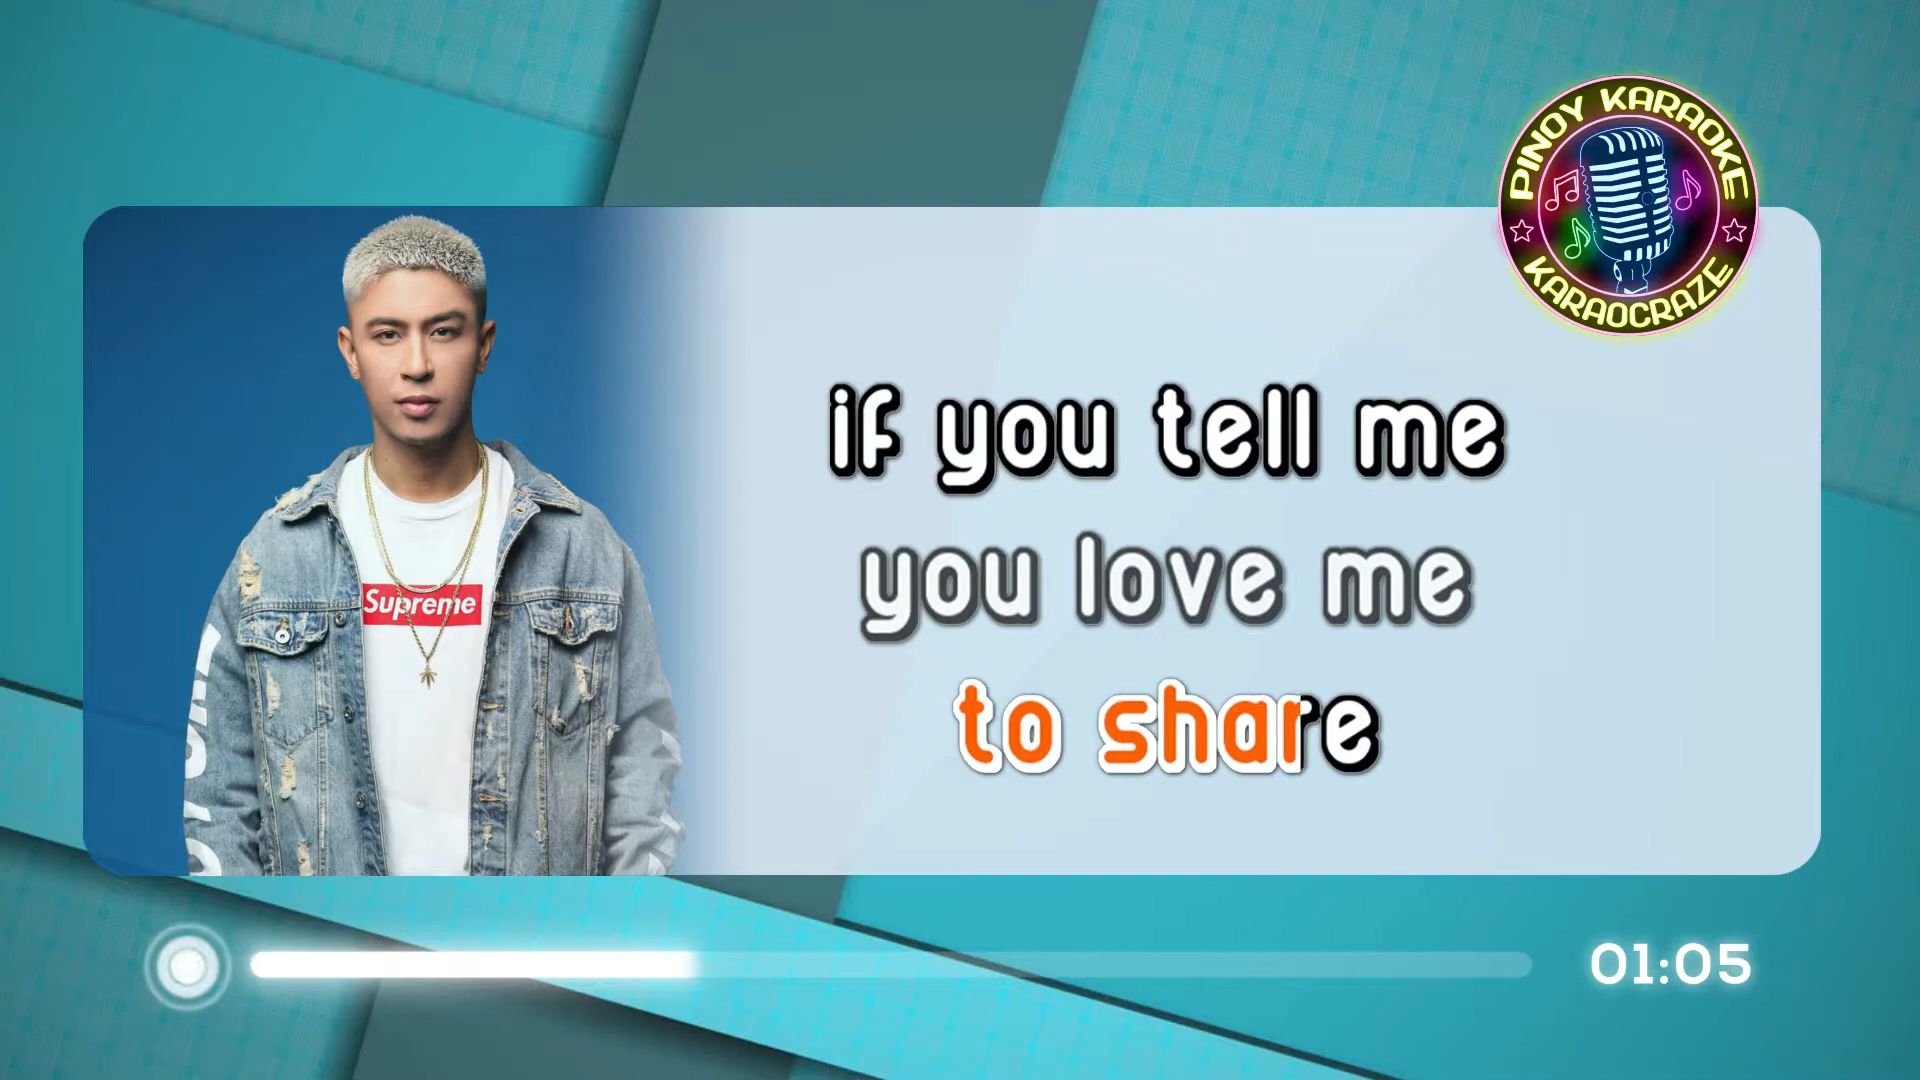 PINOY KARAOKE
KARAOCRAZE
if you tell me
you love me
to share
Supreme
01:05